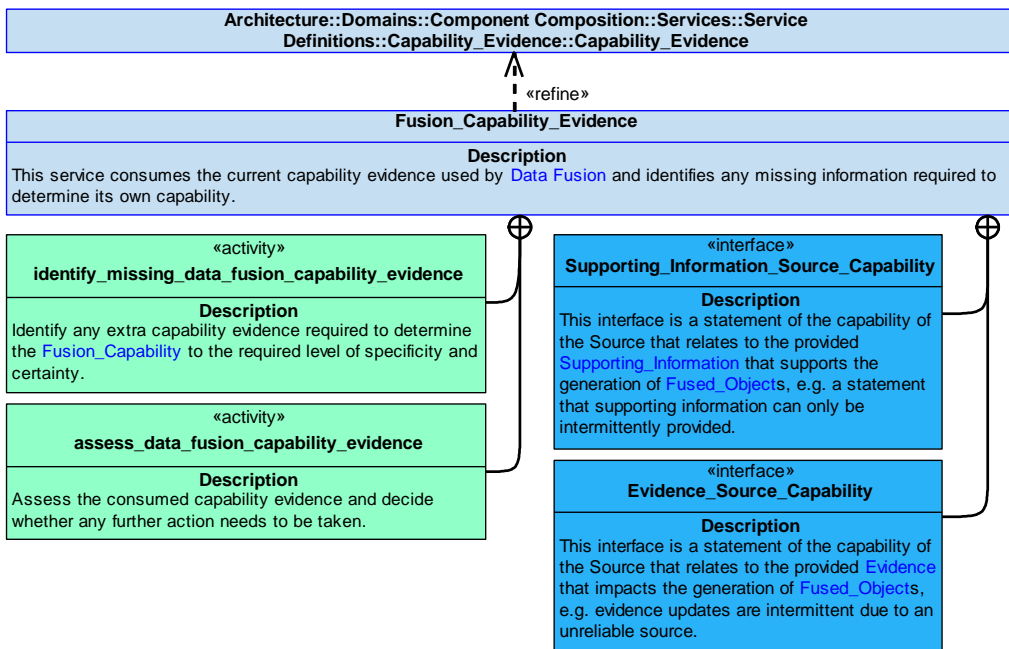 Architecture::Domains::Component Composition::Services::Service
Definitions::Capability_Evidence::Capability_Evidence
«refine»
Fusion_Capability_Evidence
Description
This service consumes the current capability evidence used by Data Fusion and identifies any missing information required to
determine its own capability.
«activity»
identify_missing_data_fusion_capability_evidence
Description
Identify any extra capability evidence required to determine
the Fusion_Capability to the required level of specificity and
certainty.
«activity»
assess_data_fusion_capability_evidence
Description
Assess the consumed capability evidence and decide
whether any further action needs to be taken.
«interface»
Supporting_Information_Source_Capability
Description
This interface is a statement of the capability of
the Source that relates to the provided
Supporting_Information that supports the
generation of Fused_Objects, e.g. a statement
that supporting information can only be
intermittently provided.
«interface»
Evidence_Source_Capability
Description
This interface is a statement of the capability of
the Source that relates to the provided Evidence
that impacts the generation of Fused_Objects,
e.g. evidence updates are intermittent due to an
unreliable source.